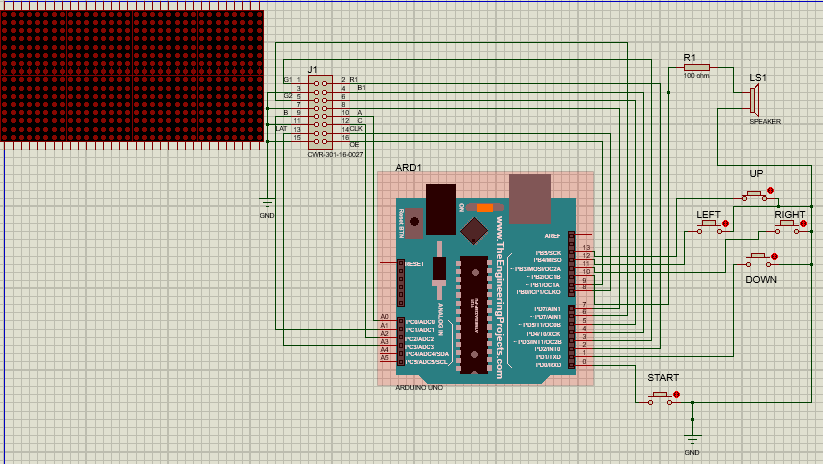 J1
G1 1 2 R1
3 4 B1
G2 5 6
7 8
B 9 10 A
11 12 C
LAT 13 14 CLK
15 16 OE
CWR-301-16-0027
GND
R1
100 ohm
LS1
SPEAKER
UP
LEFT
RIGHT
DOWN
START
GND
ARD1
Reset BTN
ON
www.TheEngineeringProjects.com
ANALOG IN
RESET
AREF
13
PB5/SCK 12
PB4/MISO 11
~PB3/MOSI/OC2A 10
~PB2/OC1B 9
~PB1/OC1A 8
PB0/ICP1/CLKO
PD7/AIN1 7
~PD6/AIN1 6
~PD5/T1/OC0B 5
PD4/T0/XCK 4
~PD3/INT1/OC2B 3
PD2/INT0 2
PD1/TXD 1
PD0/RXD 0
A0 PC0/ADC0
A1 PC1/ADC1
A2 PC2/ADC2
A3 PC3/ADC3
A4 PC4/ADC4/SDA
A5 PC5/ADC5/SCL
ARDUINO UNO